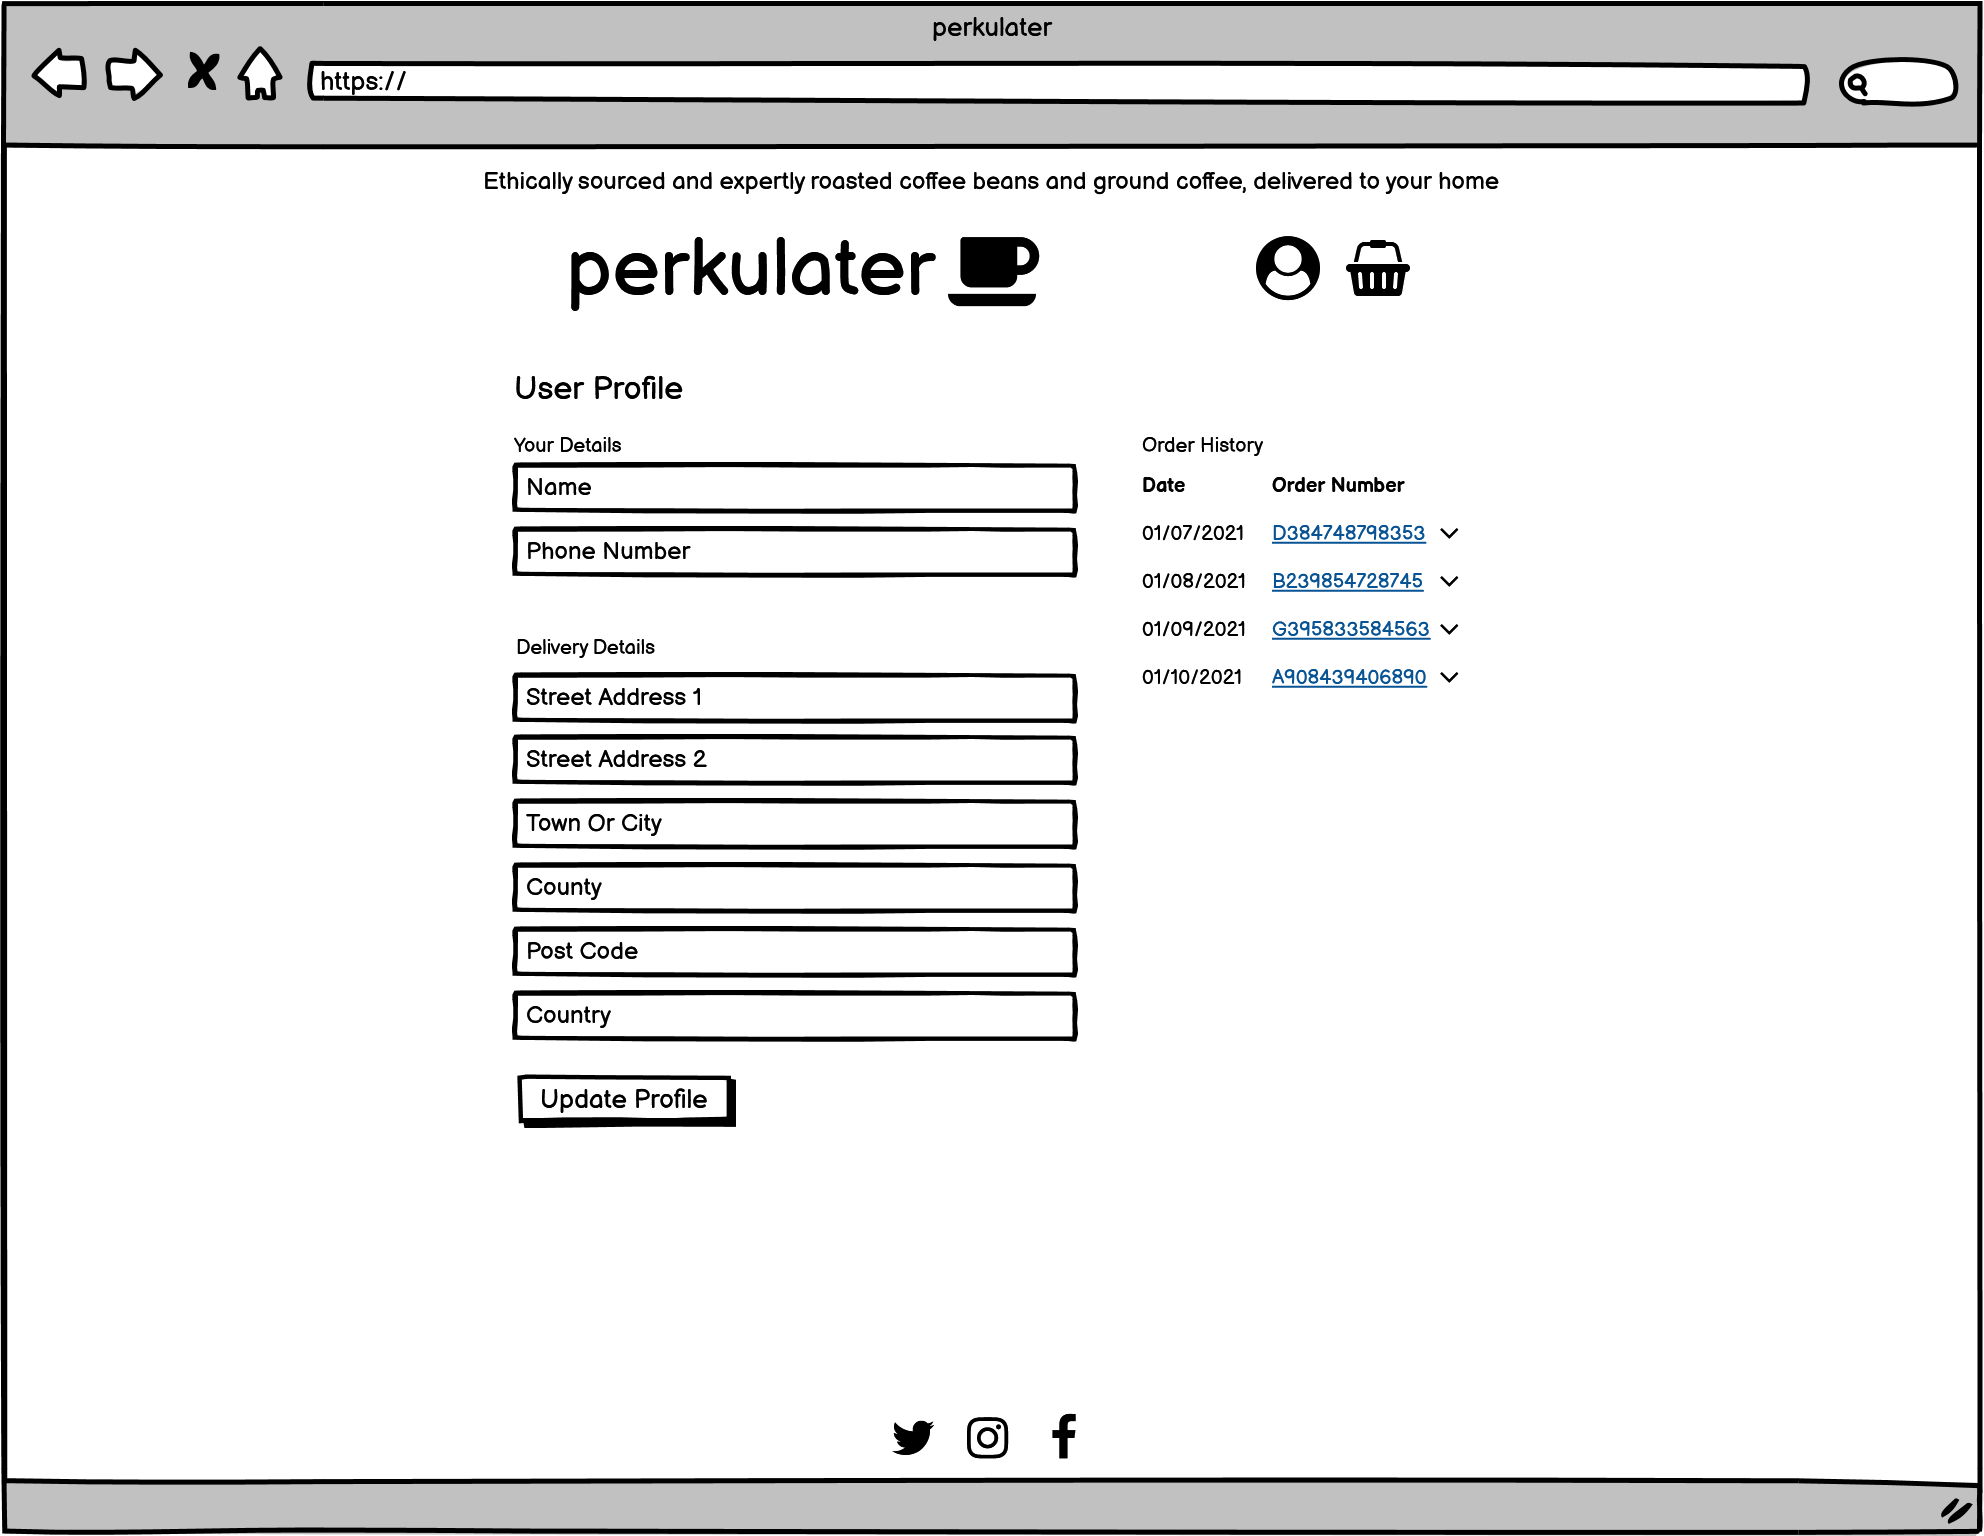 perkulater
https://
Ethically sourced and expertly roasted coffee beans and ground coffee, delivered to your home
perkulater
User Profile
Your Details
Name
Phone Number
Delivery Details
Street Address 1
Street Address 2
Town Or City
County
Post Code
Country
Update Profile
Order History
Date Order Number
01/07/2021 D384748798353
01/08/2021 B239854728745
01/09/2021 G395833584563
01/10/2021 A908439406890